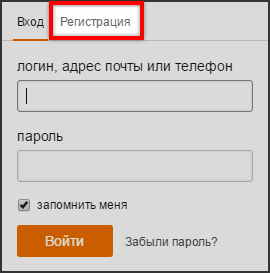 Вход Регистрация
логин, адрес почты или телефон
пароль
запомнить меня
Войти Забыли пароль?